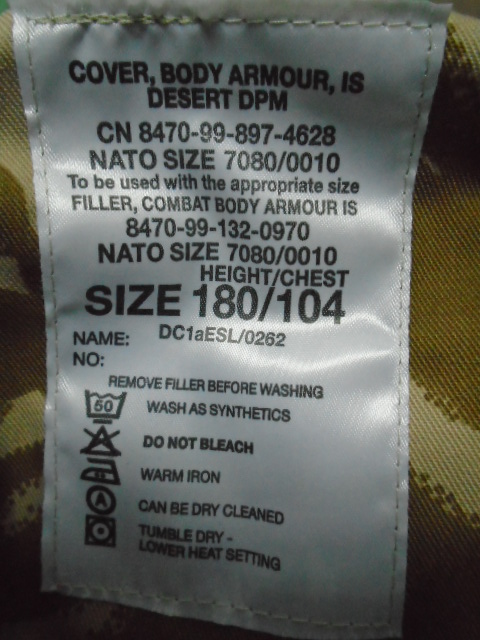 COVER, BODY ARMOUR, IS
DESERT DPM
CN 8470-99-897-4628
NATO SIZE 7080/0010
To be used with the appropriate size
FILLER, COMBAT BODY ARMOUR IS
8470-99-132-0970
NATO SIZE 7080/0010
HEIGHT/CHEST
SIZE 180/104
NAME: DC1aESL/0262
NO:
REMOVE FILLER BEFORE WASHING
50 WASH AS SYNTHETICS
DO NOT BLEACH
WARM IRON
A CAN BE DRY CLEANED
TUMBLE DRY -
LOWER HEAT SETTING